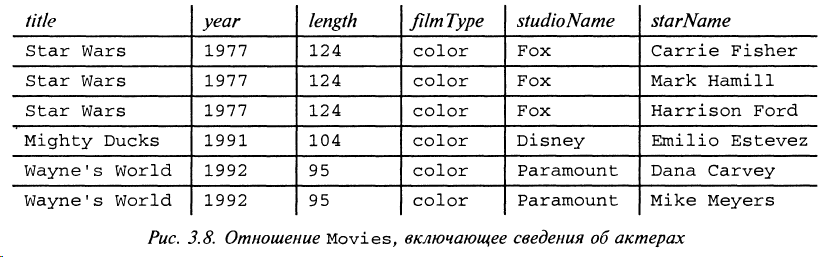 title year length filmType studioName starName
Star Wars 1977 124 color Fox Carrie Fisher
Star Wars 1977 124 color Fox Mark Hamill
Star Wars 1977 124 color Fox Harrison Ford
Mighty Ducks 1991 104 color Disney Emilio Estevez
Wayne's World 1992 95 color Paramount Dana Carvey
Wayne's World 1992 95 color Paramount Mike Meyers
Рис. 3.8. Отношение Movies, включающее сведения об актерах